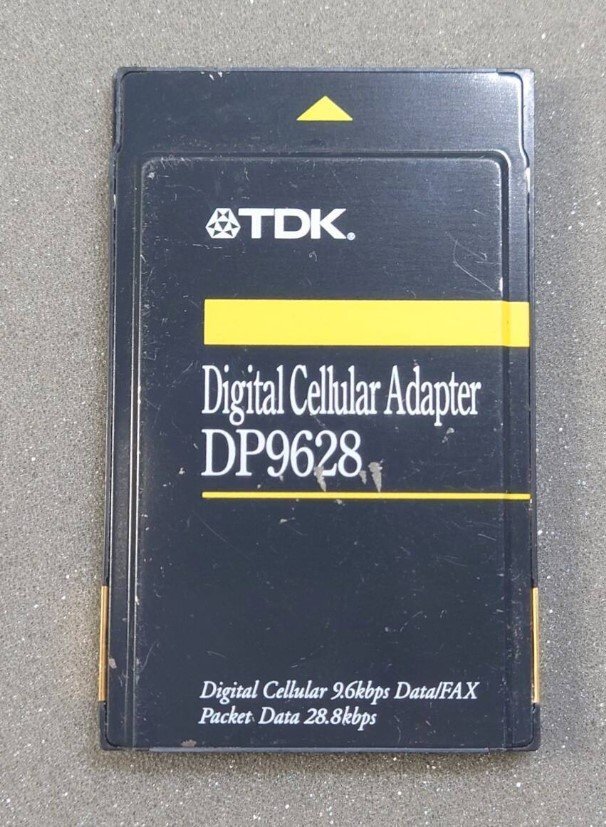 TDK.
Digital Cellular Adapter
DP9628
Digital Cellular 9.6kbps Data/FAX
Packet Data 28.8kbps